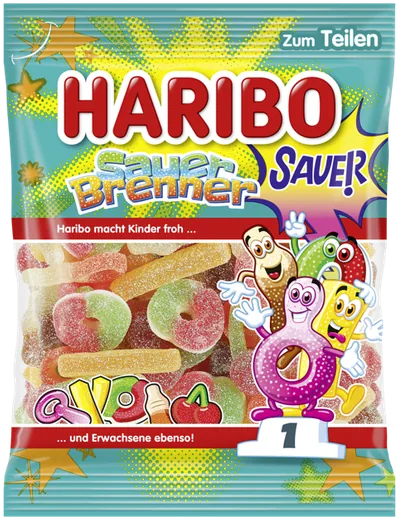 Zum Teilen
HARIBO
Sauer
Brenner
SAUER
Haribo macht Kinder froh ...
... und Erwachsene ebenso!
1